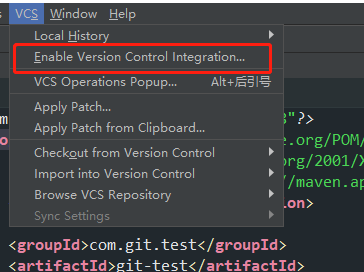 VCS Window Help
Local History
Enable Version Control Integration...
VCS Operations Popup... Alt+后引号
Apply Patch...
Apply Patch from Clipboard...
Checkout from Version Control
Import into Version Control
Browse VCS Repository
Sync Settings
"?>
e.org/POM/
org/2001/X
//maven.ap
on>
<groupId>com.git.test</groupId>
<artifactId>git-test</artifactId>